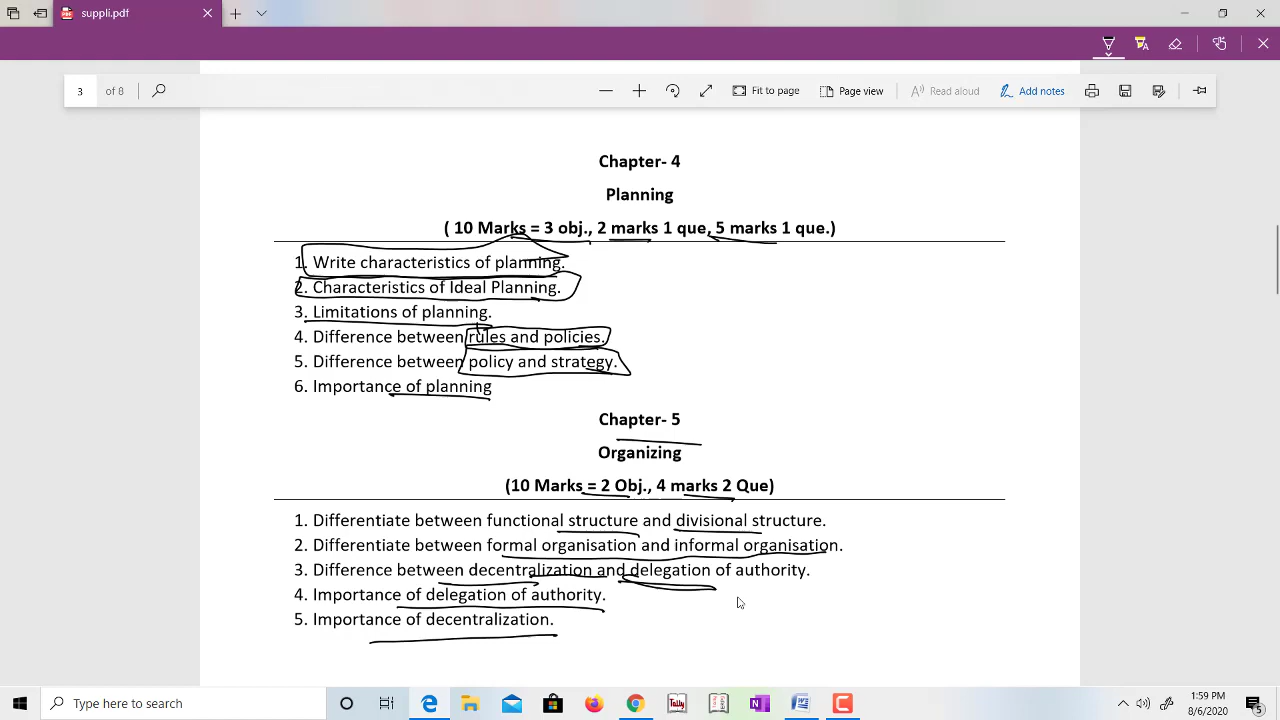 suppli.pdf
3 of 8
Fit to page
Page view
Read aloud
Add notes
Chapter- 4
Planning
( 10 Marks = 3 obj., 2 marks 1 que, 5 marks 1 que.)
1. Write characteristics of planning.
2. Characteristics of Ideal Planning.
3. Limitations of planning.
4. Difference between rules and policies.
5. Difference between policy and strategy.
6. Importance of planning
Chapter- 5
Organizing
(10 Marks = 2 Obj., 4 marks 2 Que)
1. Differentiate between functional structure and divisional structure.
2. Differentiate between formal organisation and informal organisation.
3. Difference between decentralization and delegation of authority.
4. Importance of delegation of authority.
5. Importance of decentralization.
Type here to search
Tally
1:59 PM
8/6/2020
5